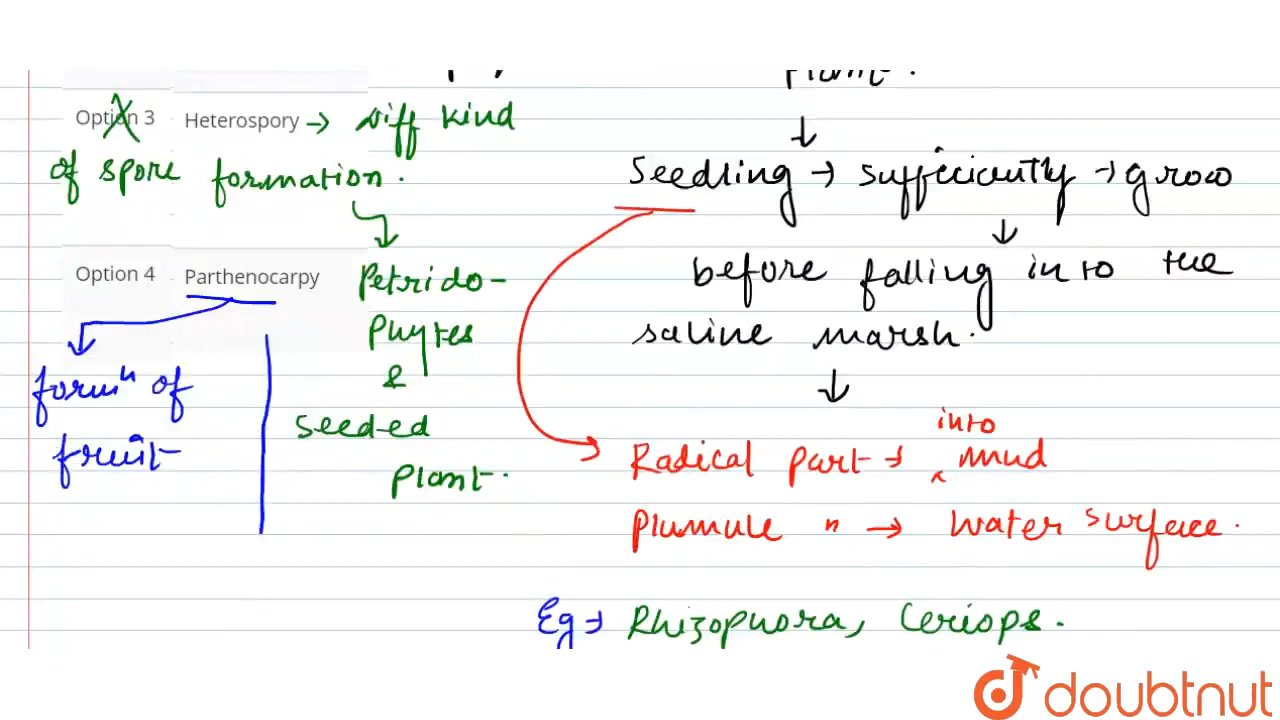 plant.
Option 3 Heterospory → diff kind
of spore formation.
Option 4 Parthenocarpy
Petrido-
Phytes
&
seeded
plant.
formⁿ of
fruit
↓
Seedling → sufficiently → grow
before falling into the
saline marsh.
↓
into
Radical part → mud
Plumule " → water surface.
Eg → Rhizophora, Ceriops.
doubtnut